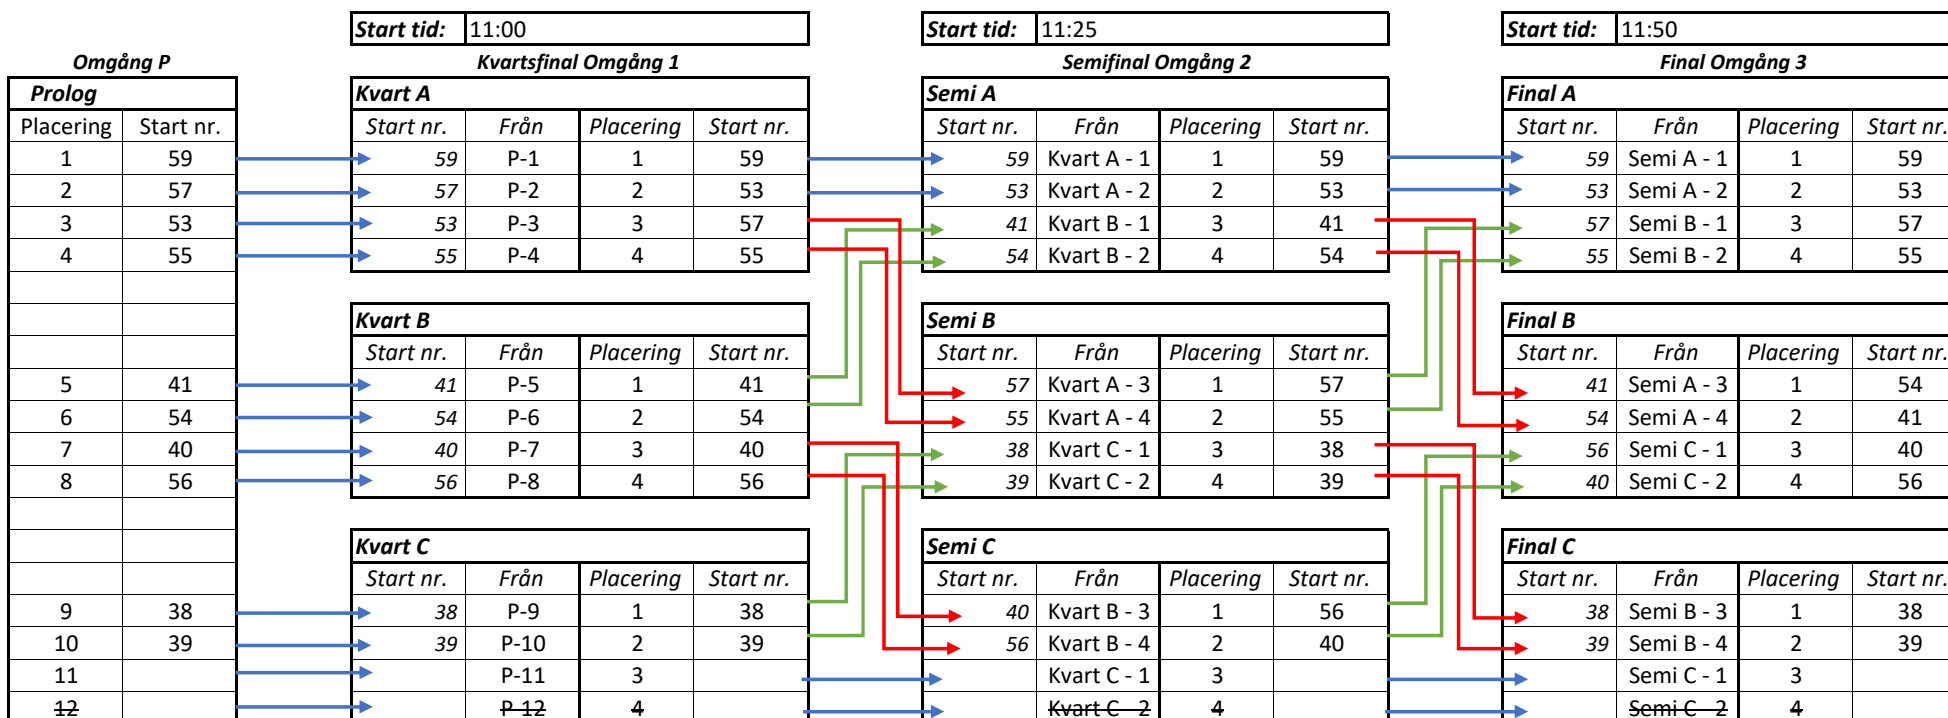 Start tid: 11:00 Start tid: 11:25 Start tid: 11:50
Omgång P Kvartsfinal Omgång 1 Semifinal Omgång 2 Final Omgång 3
Prolog Kvart A Semi A Final A
Placering Start nr. Start nr. Från Placering Start nr. Start nr. Från Placering Start nr. Start nr. Från Placering Start nr.
1 59 59 P-1 1 59 59 Kvart A - 1 1 59 59 Semi A - 1 1 59
2 57 57 P-2 2 53 53 Kvart A - 2 2 53 53 Semi A - 2 2 53
3 53 53 P-3 3 57 41 Kvart B - 1 3 41 57 Semi B - 1 3 57
4 55 55 P-4 4 55 54 Kvart B - 2 4 54 55 Semi B - 2 4 55
Kvart B Semi B Final B
Start nr. Från Placering Start nr. Start nr. Från Placering Start nr. Start nr. Från Placering Start nr.
5 41 41 P-5 1 41 57 Kvart A - 3 1 57 41 Semi A - 3 1 54
6 54 54 P-6 2 54 55 Kvart A - 4 2 55 54 Semi A - 4 2 41
7 40 40 P-7 3 40 38 Kvart C - 1 3 38 56 Semi C - 1 3 40
8 56 56 P-8 4 56 39 Kvart C - 2 4 39 40 Semi C - 2 4 56
Kvart C Semi C Final C
Start nr. Från Placering Start nr. Start nr. Från Placering Start nr. Start nr. Från Placering Start nr.
9 38 38 P-9 1 38 40 Kvart B - 3 1 56 38 Semi B - 3 1 38
10 39 39 P-10 2 39 56 Kvart B - 4 2 40 39 Semi B - 4 2 39
11 P-11 3 Kvart C - 1 3 Semi C - 1 3
12 P-12 4 Kvart C - 2 4 Semi C - 2 4